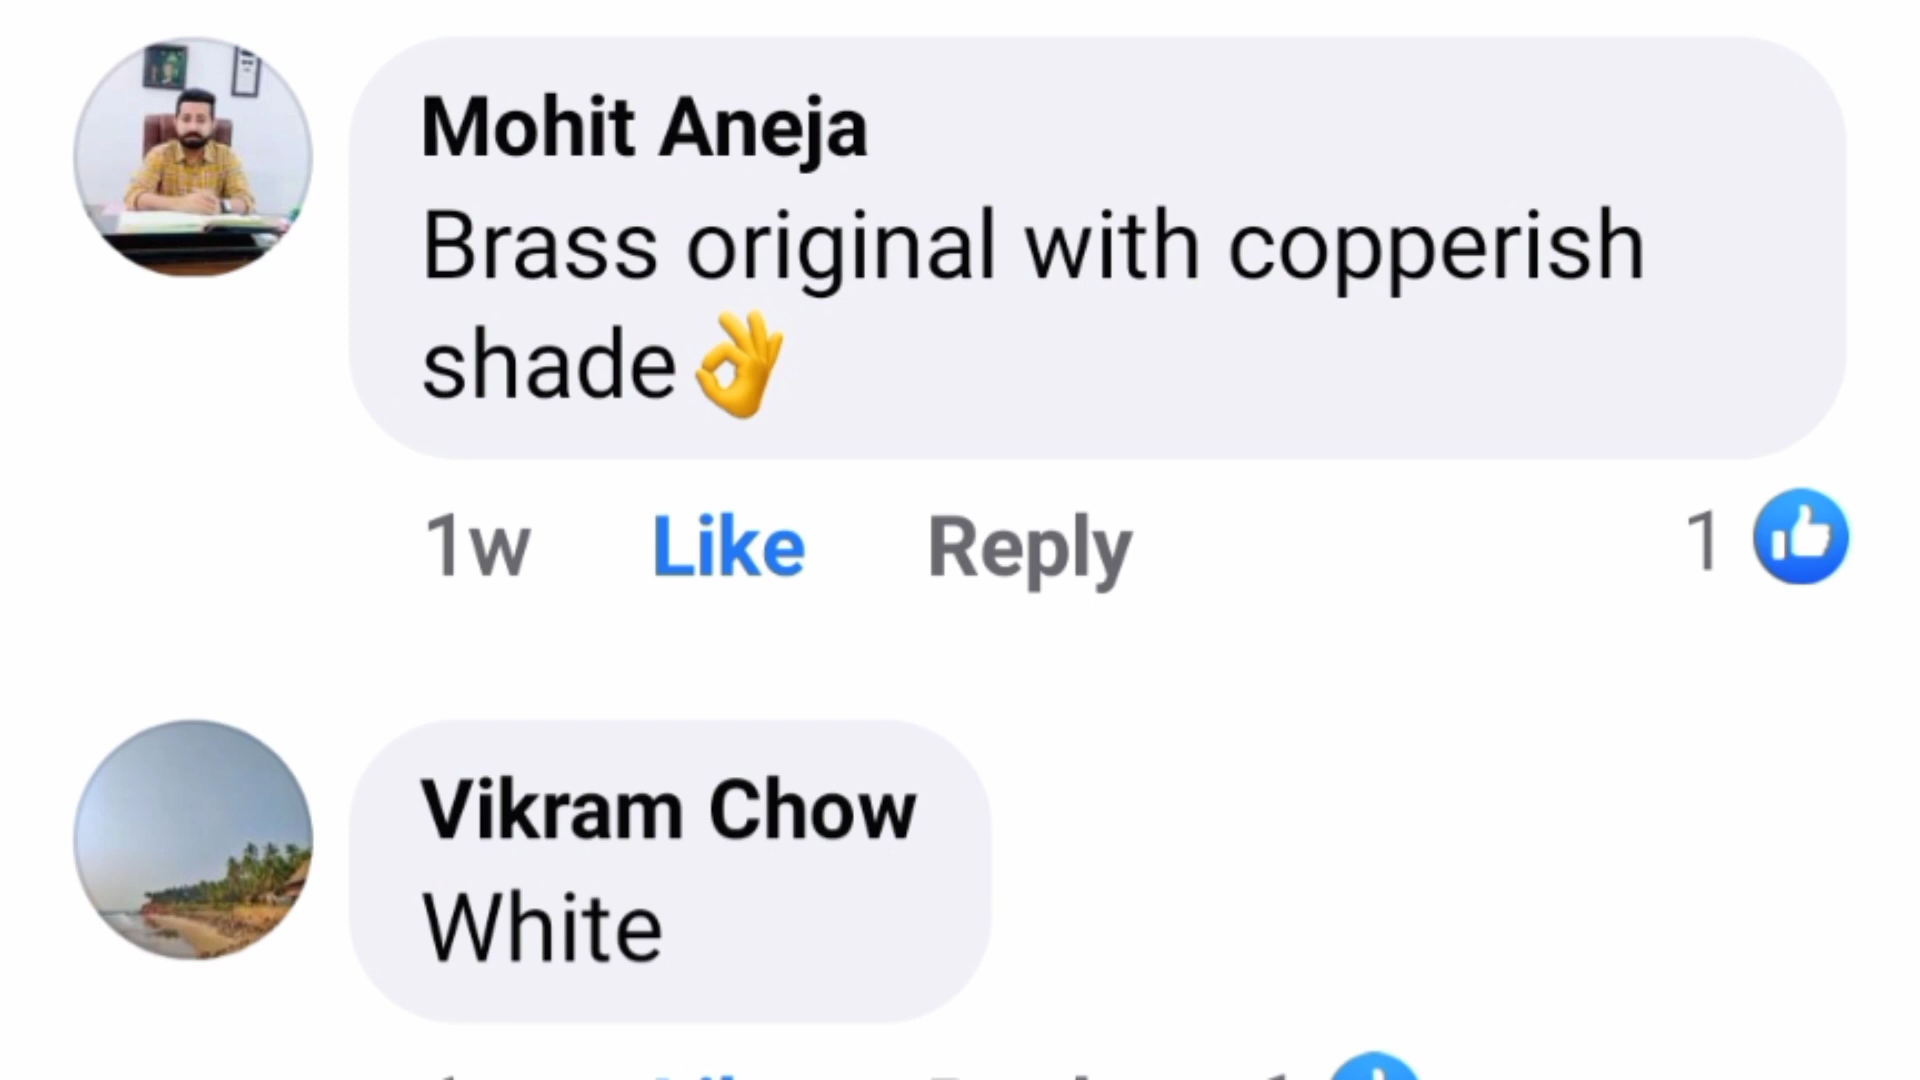 Mohit Aneja
Brass original with copperish
shade👌
1w Like Reply 1
Vikram Chow
White